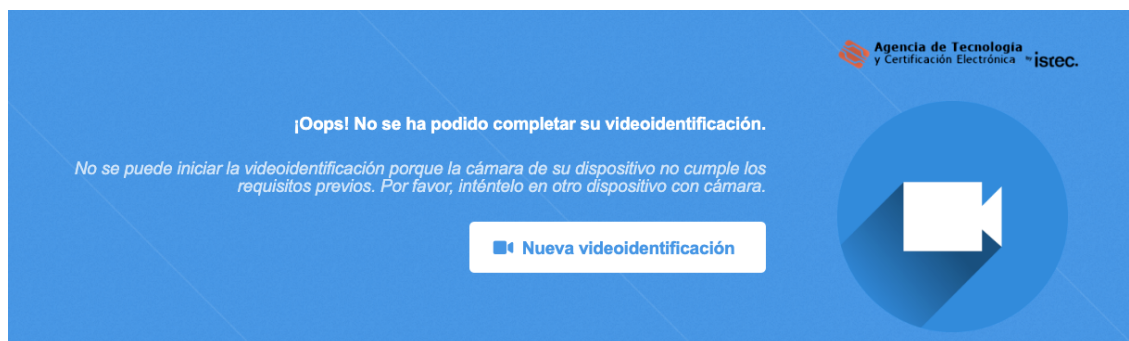 Agencia de Tecnología
y Certificación Electrónica by istec.
¡Oops! No se ha podido completar su videoidentificación.
No se puede iniciar la videoidentificación porque la cámara de su dispositivo no cumple los
requisitos previos. Por favor, inténtelo en otro dispositivo con cámara.
Nueva videoidentificación